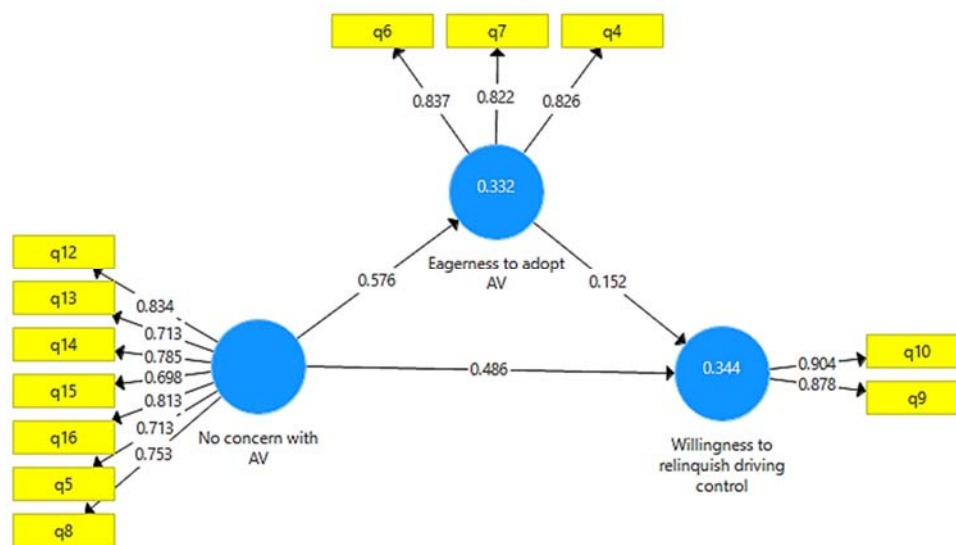 q6
q7
q4
0.837
0.822
0.826
0.332
Eagerness to adopt
AV
q12
q13
q14
q15
q16
q5
q8
0.834
0.713
0.785
0.698
0.813
0.713
0.753
0.576
0.152
No concern with
AV
0.486
0.344
Willingness to
relinquish driving
control
0.904
0.878
q10
q9